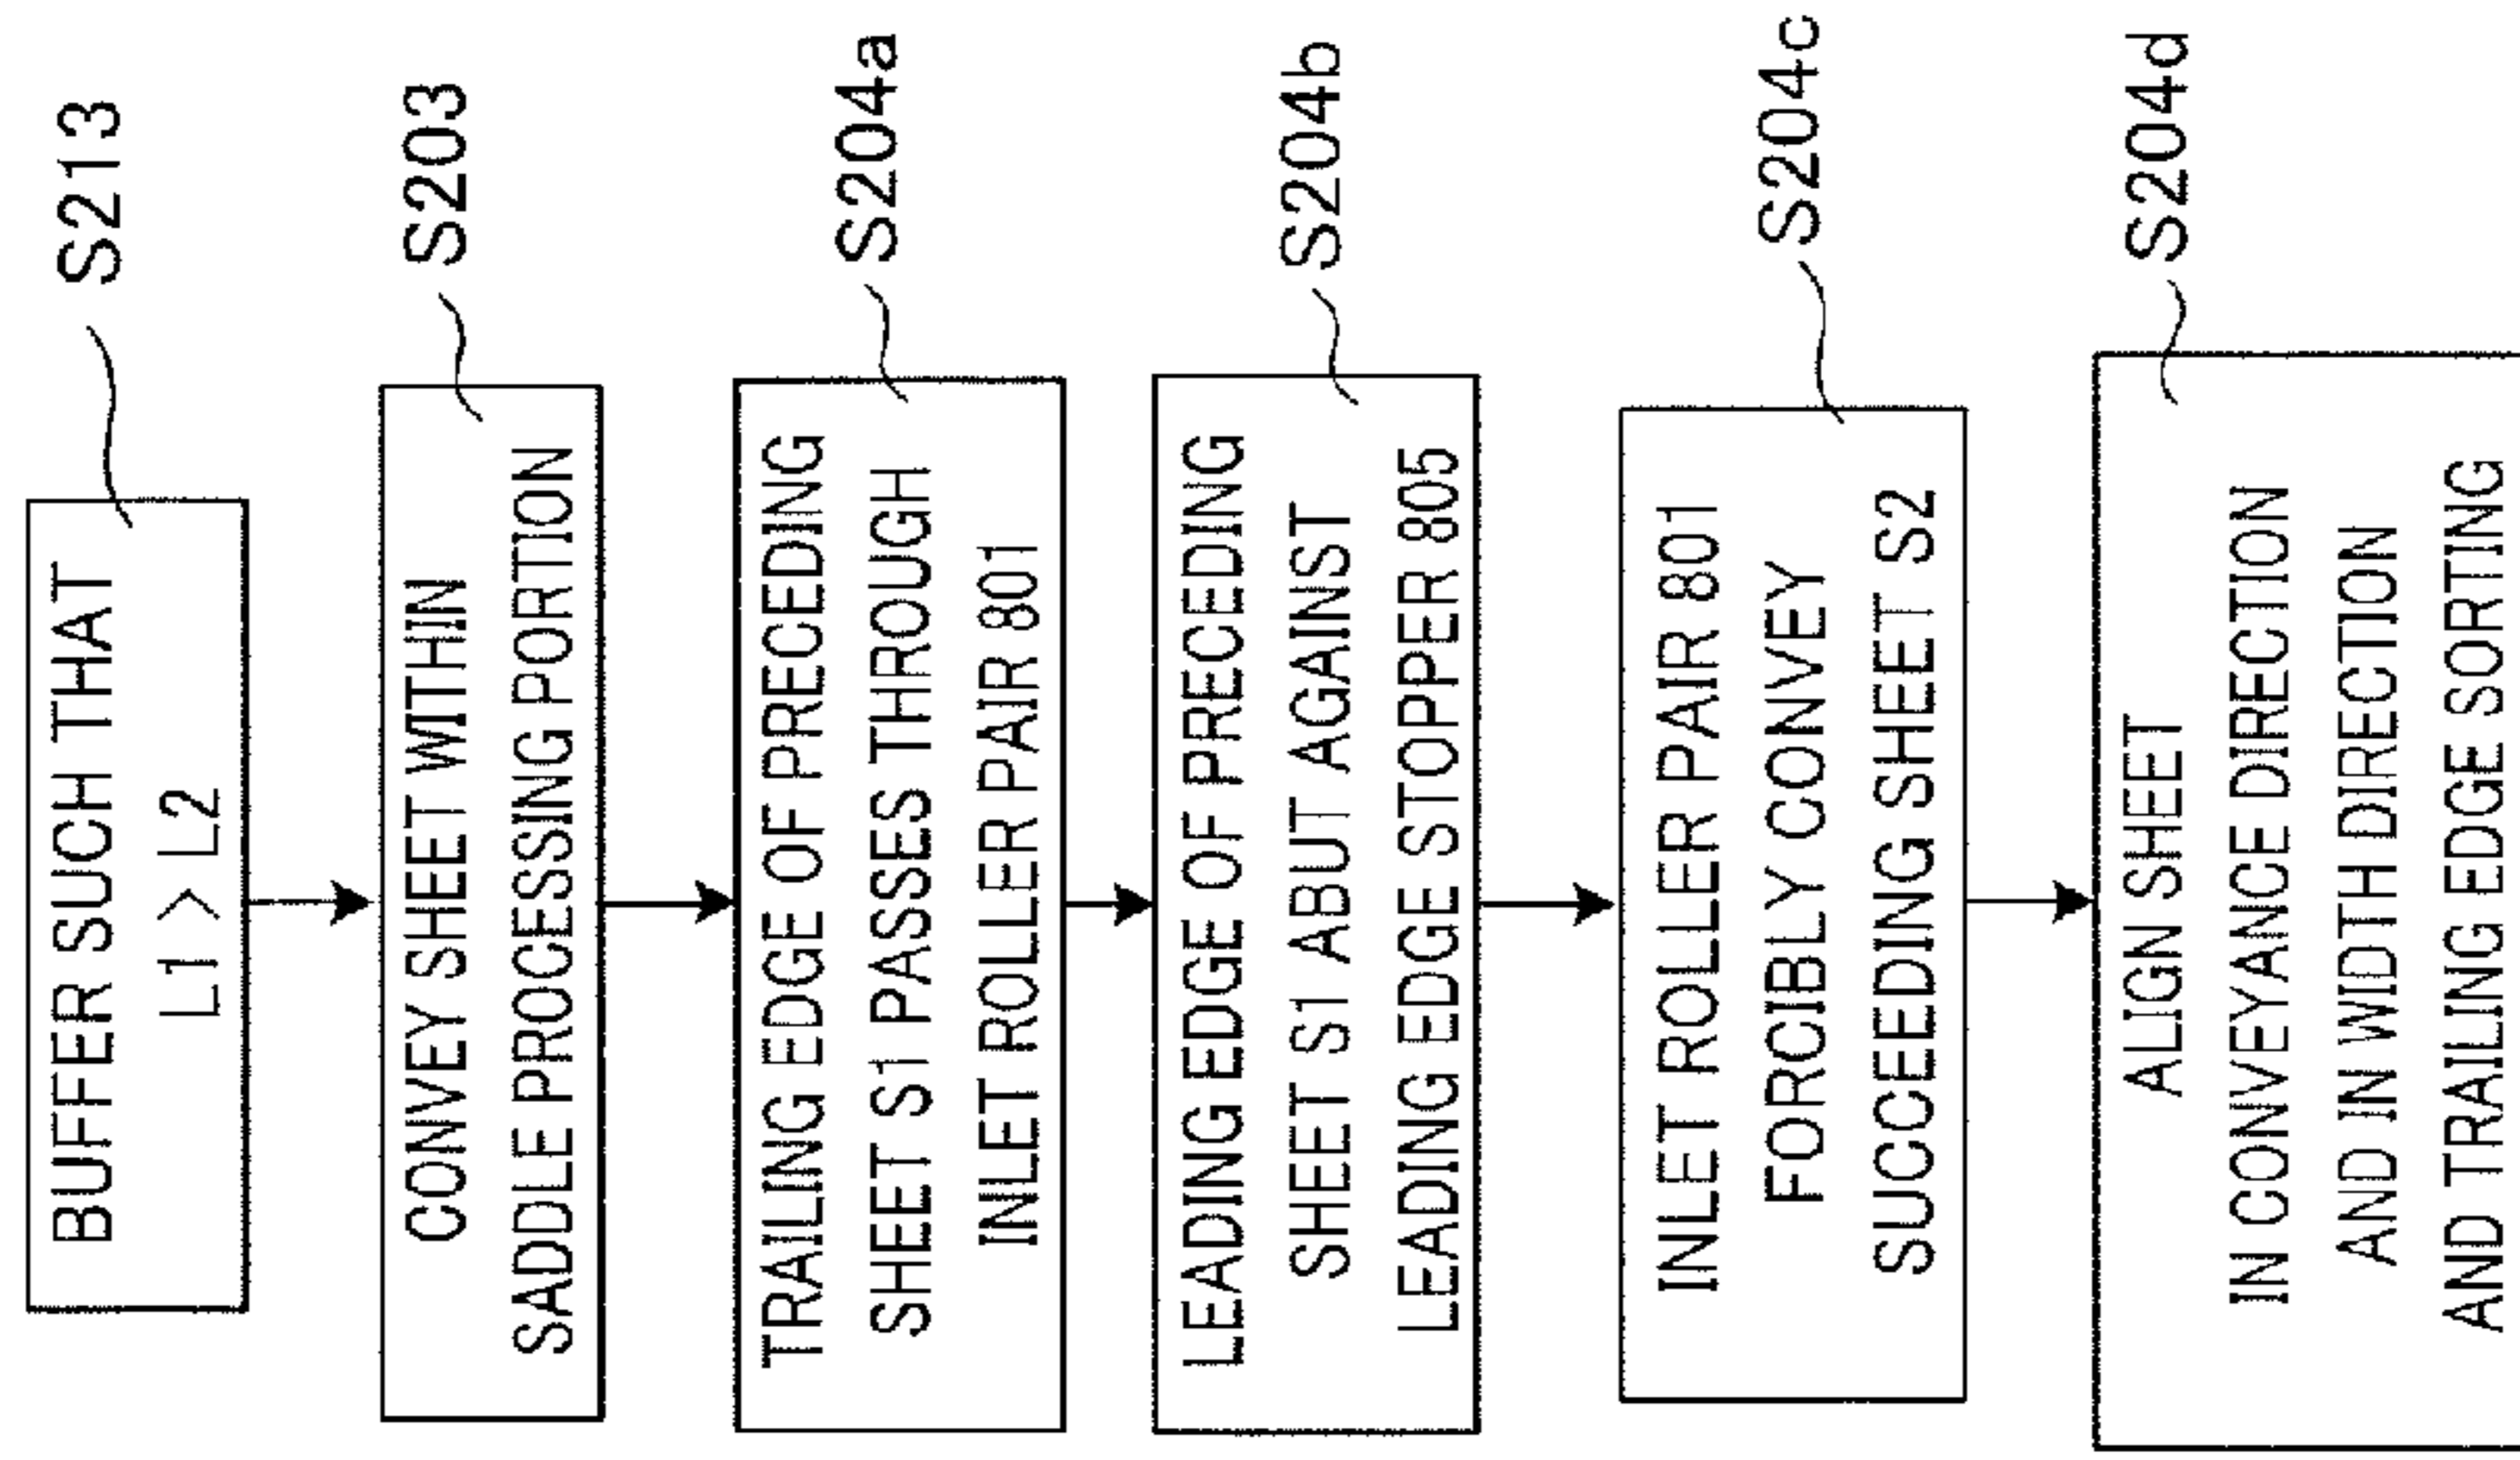 BUFFER SUCH THAT
L1 > L2
S213
CONVEY SHEET WITHIN
SADDLE PROCESSING PORTION
S203
TRAILING EDGE OF PRECEDING
SHEET S1 PASSES THROUGH
INLET ROLLER PAIR 801
S204a
LEADING EDGE OF PRECEDING
SHEET S1 ABUT AGAINST
LEADING EDGE STOPPER 805
S204b
INLET ROLLER PAIR 801
FORCIBLY CONVEY
SUCCEEDING SHEET S2
S204c
ALIGN SHEET
IN CONVEYANCE DIRECTION
AND IN WIDTH DIRECTION
AND TRAILING EDGE SORTING
S204d